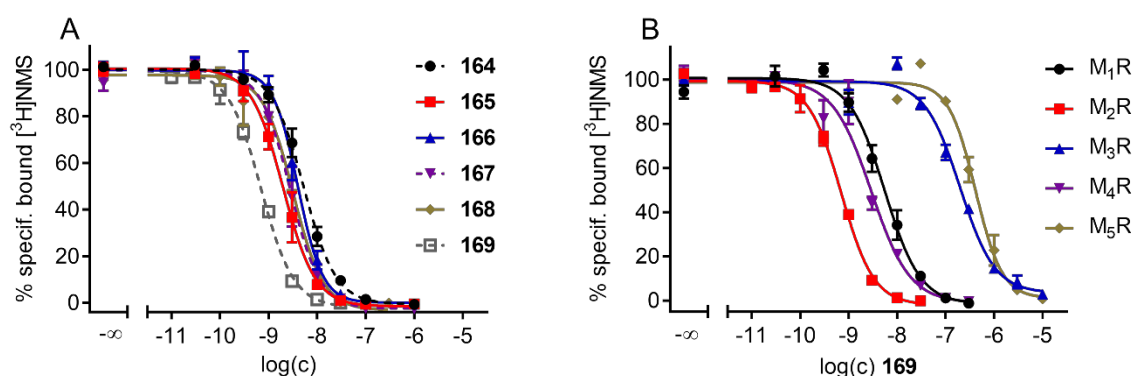 A
% specif. bound [³H]NMS
100
80
60
40
20
0
-∞ -11 -10 -9 -8 -7 -6 -5
log(c)
164
165
166
167
168
169
B
% specif. bound [³H]NMS
100
80
60
40
20
0
-∞ -11 -10 -9 -8 -7 -6 -5
log(c) 169
M₁R
M₂R
M₃R
M₄R
M₅R